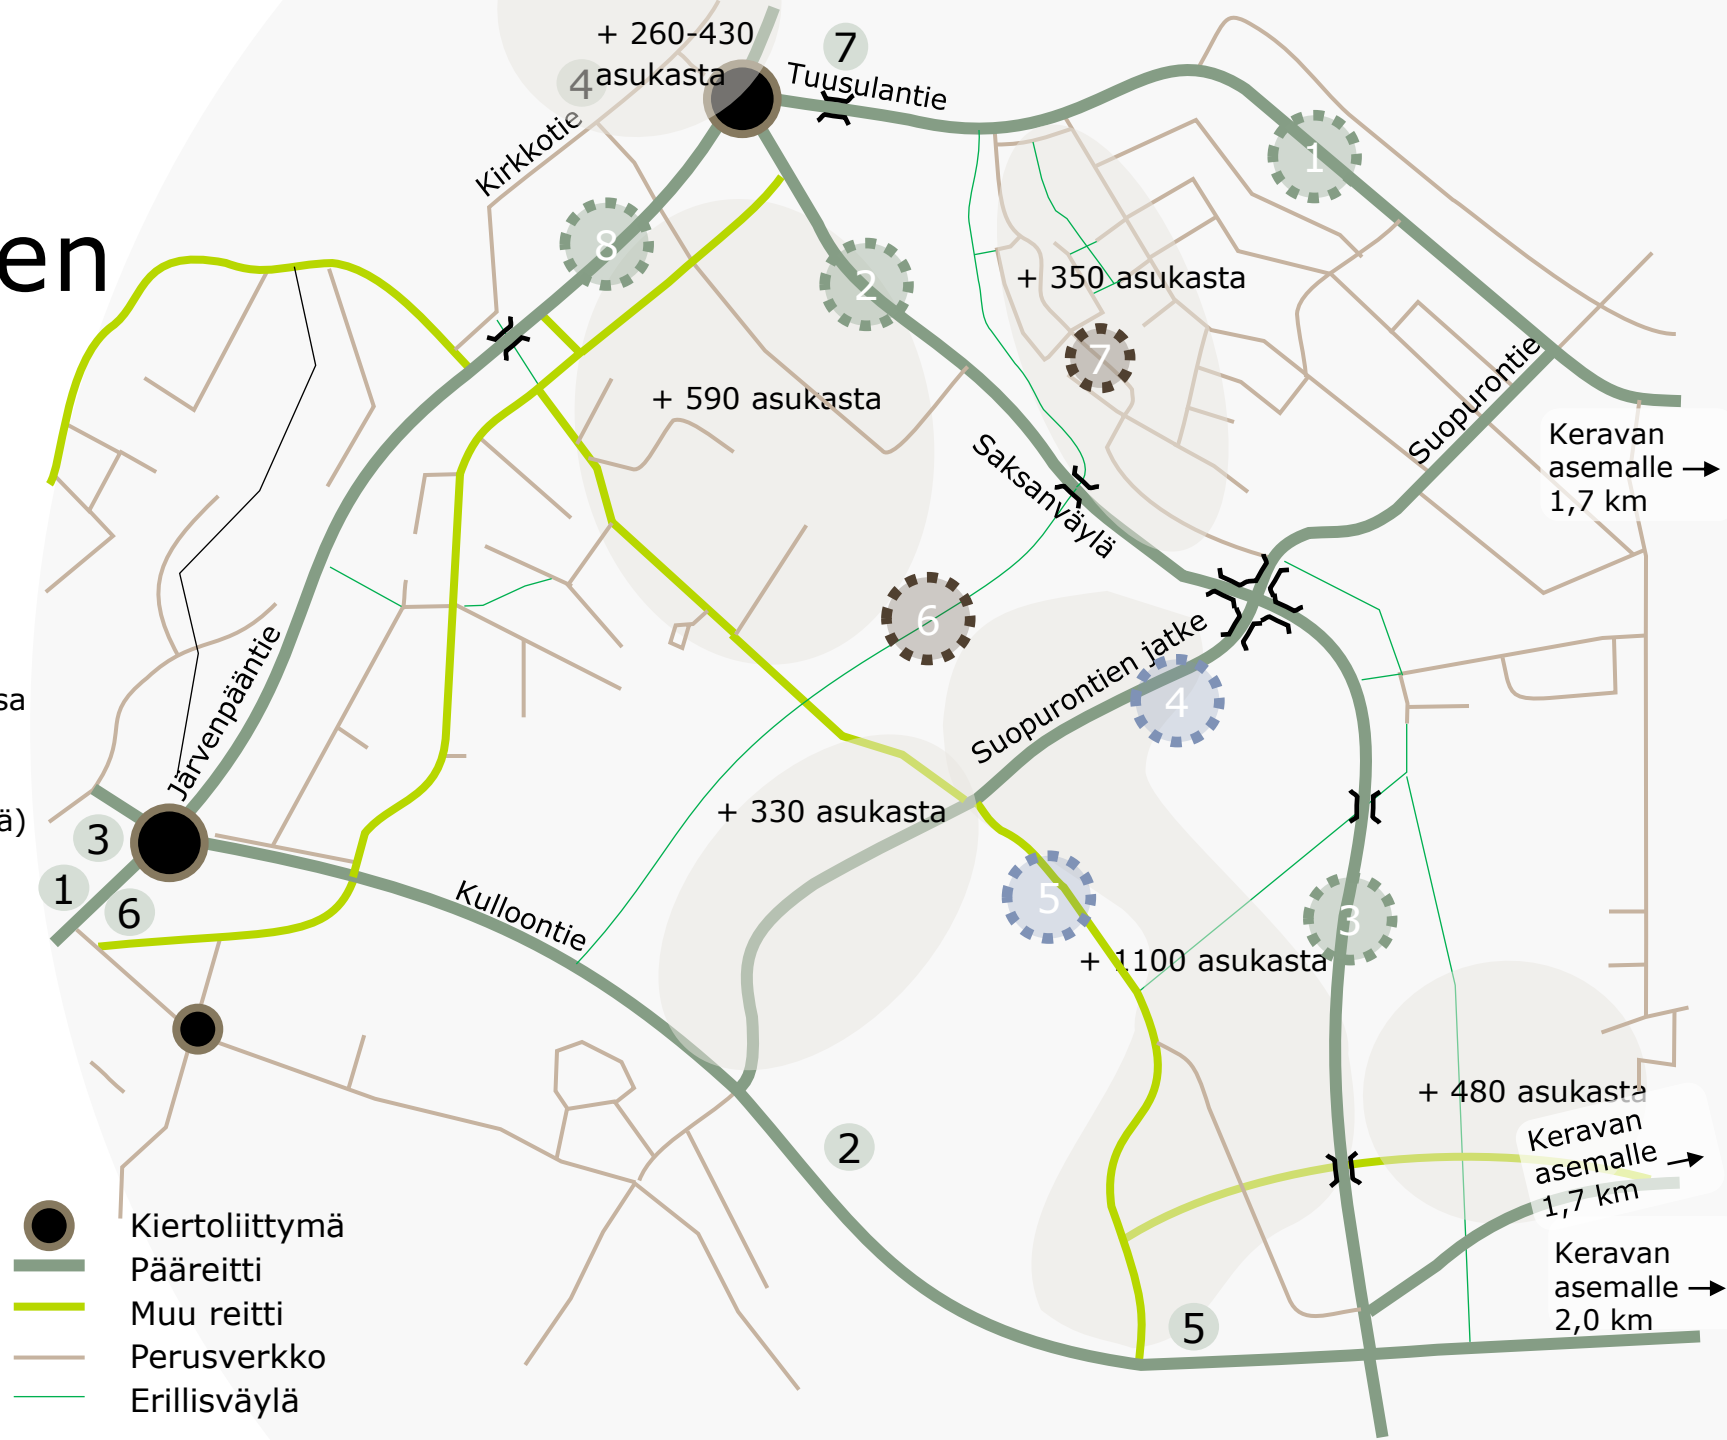 + 260-430
asukasta
4
7
Tuusulantie
Kirkkotie
1
en
8
2
+ 350 asukasta
7
+ 590 asukasta
Suopurontie
Saksanväylä
Keravan
asemalle
1,7 km
6
Suopurontien jatke
4
sa
Järvenpääntie
+ 330 asukasta
ä)
3
1
6
Kulloontie
5
3
+ 1100 asukasta
+ 480 asukasta
Keravan
asemalle
1,7 km
2
Keravan
asemalle
2,0 km
5
Kiertoliittymä
Pääreitti
Muu reitti
Perusverkko
Erillisväylä